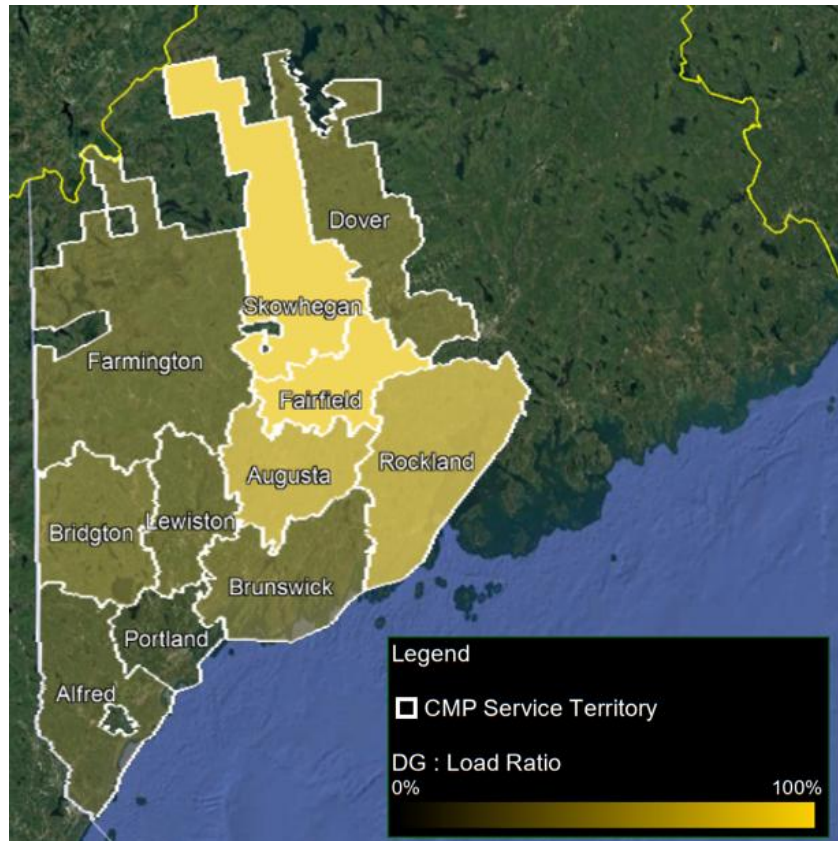 Dover
Skowhegan
Farmington
Fairfield
Rockland
Augusta
Bridgton
Lewiston
Brunswick
Portland
Alfred
Legend
CMP Service Territory
DG : Load Ratio
0% 100%